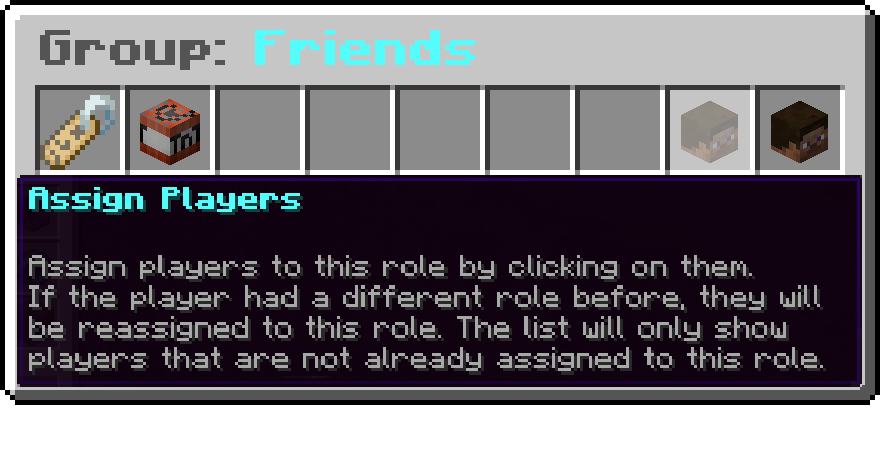 Group: Friends
Assign Players
Assign players to this role by clicking on them.
If the player had a different role before, they will
be reassigned to this role. The list will only show
players that are not already assigned to this role.